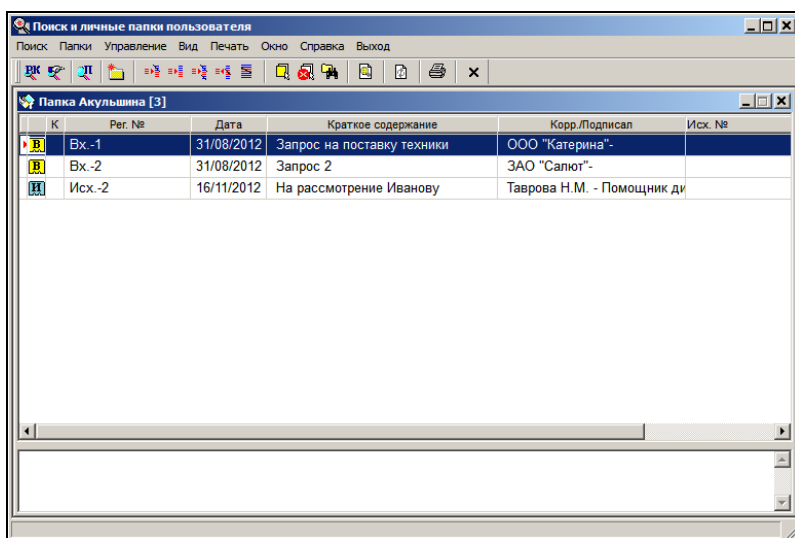 Поиск и личные папки пользователя
Поиск Папки Управление Вид Печать Окно Справка Выход
РК П
Папка Акульшина [3]
К Рег. № Дата Краткое содержание Корр./Подписал Исх. №
В Вх.-1 31/08/2012 Запрос на поставку техники ООО "Катерина"-
В Вх.-2 31/08/2012 Запрос 2 ЗАО "Салют"-
И Исх.-2 16/11/2012 На рассмотрение Иванову Таврова Н.М. - Помощник ди